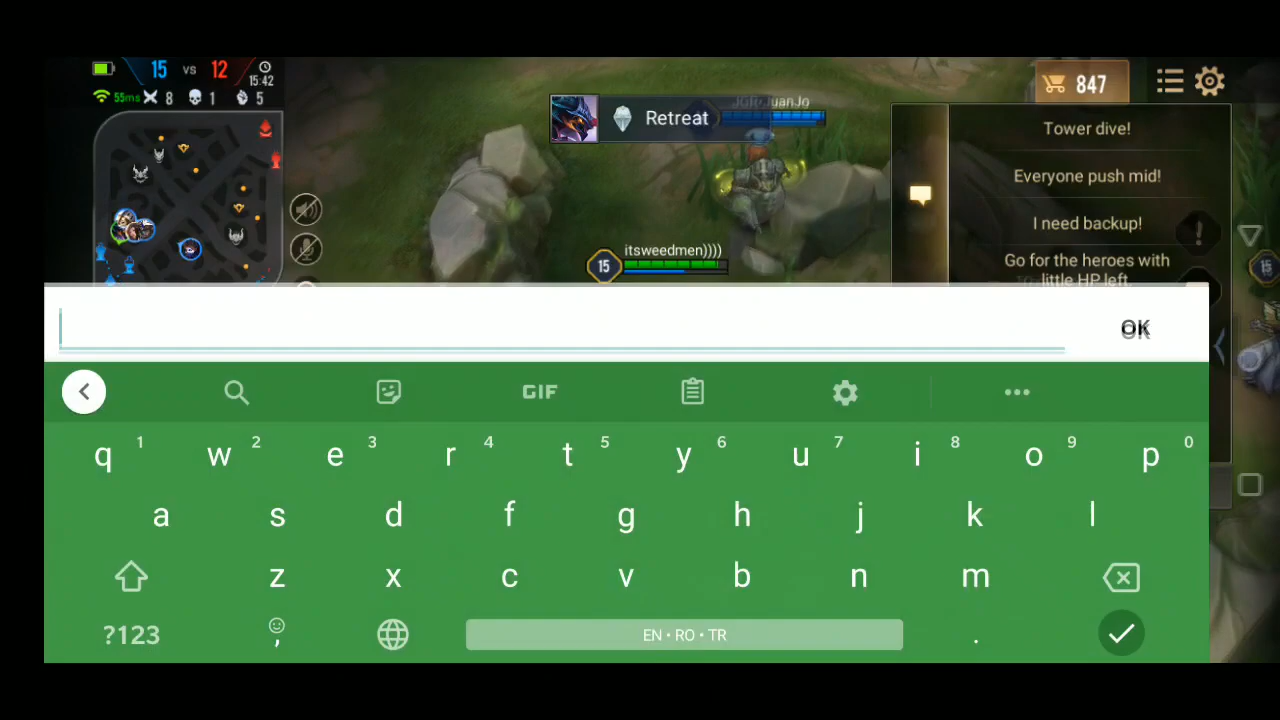 15 vs 12 15:42
55ms 8 1 5
847
JGlP JuanJo
Retreat
Tower dive!
Everyone push mid!
I need backup!
Go for the heroes with
little HP left.
itsweedmen))))
15
15
OK
GIF
q 1 w 2 e 3 r 4 t 5 y 6 u 7 i 8 o 9 p 0
a s d f g h j k l
z x c v b n m
?123 , EN • RO • TR .